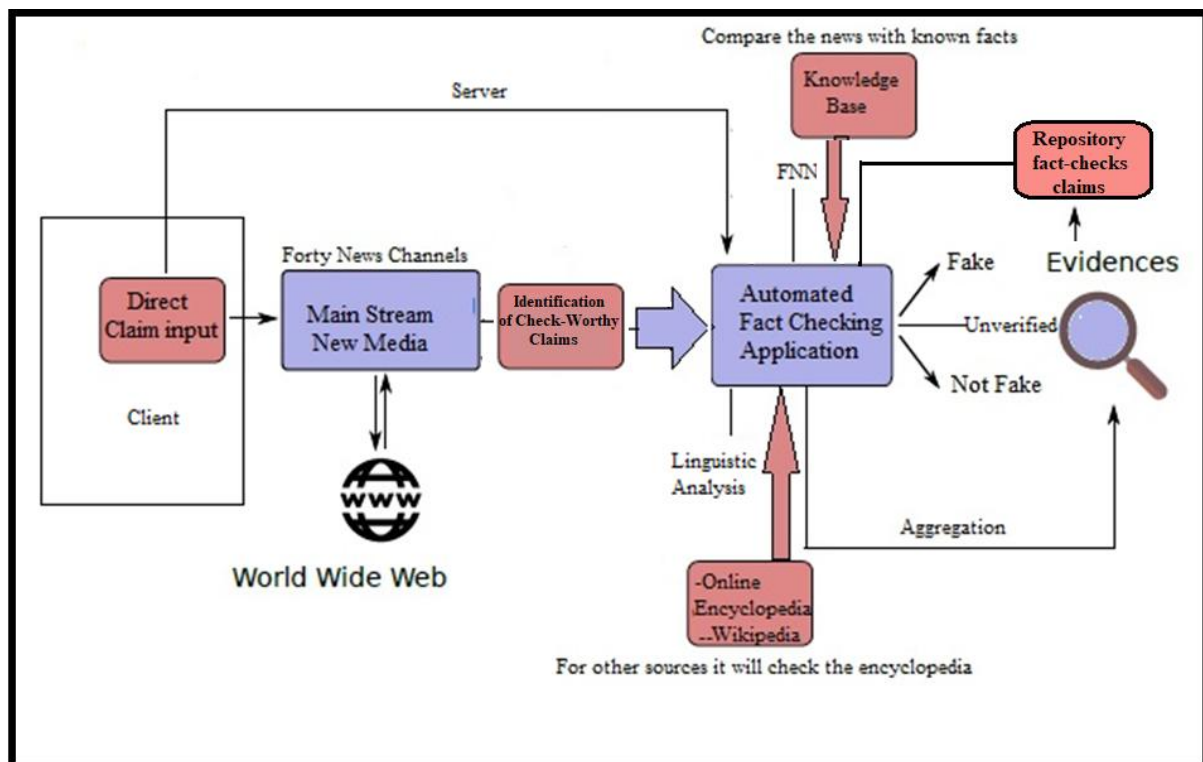 Compare the news with known facts
Server
Knowledge
Base
Repository
fact-checks
claims
FNN
Forty News Channels
Direct
Claim input
Main Stream
New Media
Identification
of Check-Worthy
Claims
Automated
Fact Checking
Application
Fake
Unverified
Not Fake
Evidences
Client
WWW
World Wide Web
Linguistic
Analysis
Aggregation
-Online
Encyclopedia
--Wikipedia
For other sources it will check the encyclopedia